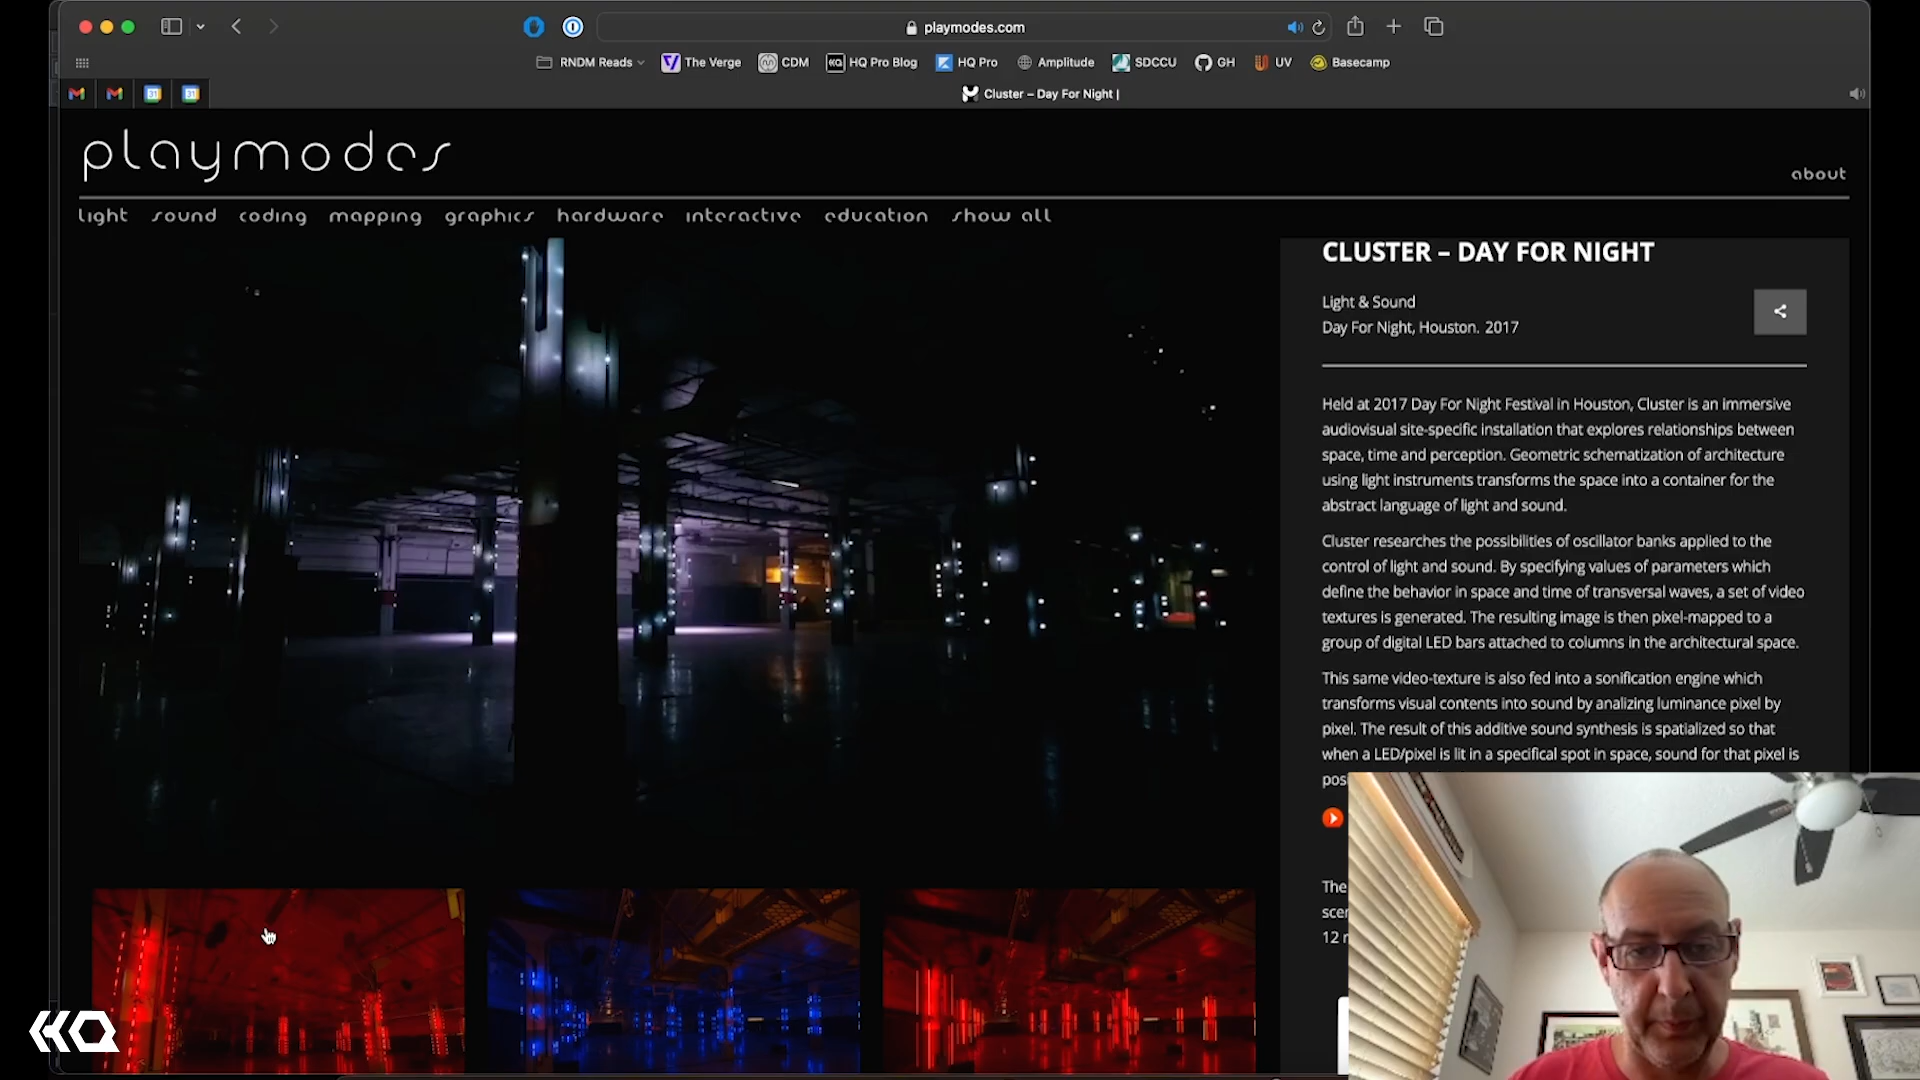 playmodes.com
RNDM Reads
The Verge
CDM
HQ Pro Blog
HQ Pro
Amplitude
SDCCU
GH
UV
Basecamp
Cluster – Day For Night |
playmodes
about
light sound coding mapping graphics hardware interactive education show all
CLUSTER – DAY FOR NIGHT
Light & Sound
Day For Night, Houston. 2017
Held at 2017 Day For Night Festival in Houston, Cluster is an immersive
audiovisual site-specific installation that explores relationships between
space, time and perception. Geometric schematization of architecture
using light instruments transforms the space into a container for the
abstract language of light and sound.
Cluster researches the possibilities of oscillator banks applied to the
control of light and sound. By specifying values of parameters which
define the behavior in space and time of transversal waves, a set of video
textures is generated. The resulting image is then pixel-mapped to a
group of digital LED bars attached to columns in the architectural space.
This same video-texture is also fed into a sonification engine which
transforms visual contents into sound by analizing luminance pixel by
pixel. The result of this additive sound synthesis is spatialized so that
when a LED/pixel is lit in a specifical spot in space, sound for that pixel is
pos
The
scen
12
HQ